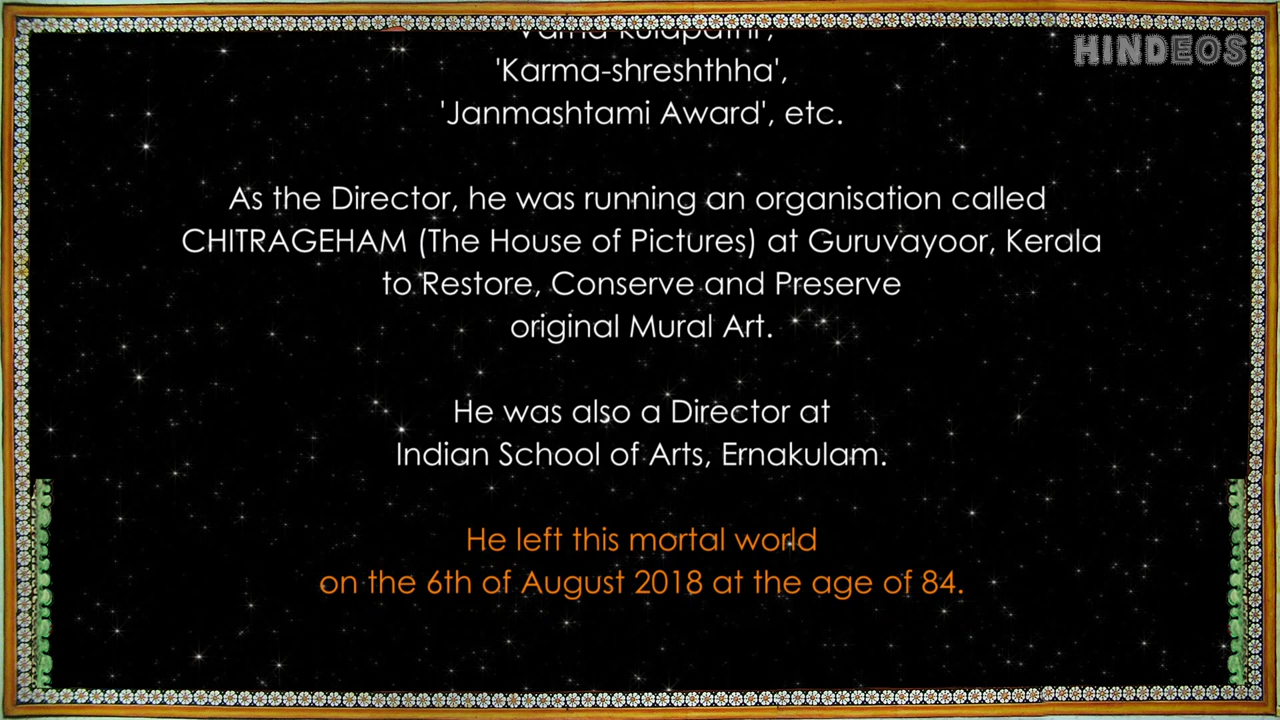 HINDEOS
'Karma-shreshthha',
'Janmashtami Award', etc.
As the Director, he was running an organisation called
CHITRAGEHAM (The House of Pictures) at Guruvayoor, Kerala
to Restore, Conserve and Preserve
original Mural Art.
He was also a Director at
Indian School of Arts, Ernakulam.
He left this mortal world
on the 6th of August 2018 at the age of 84.